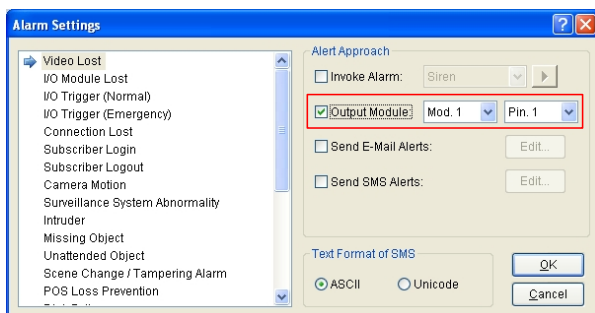 Alarm Settings
Video Lost
I/O Module Lost
I/O Trigger (Normal)
I/O Trigger (Emergency)
Connection Lost
Subscriber Login
Subscriber Logout
Camera Motion
Surveillance System Abnormality
Intruder
Missing Object
Unattended Object
Scene Change / Tampering Alarm
POS Loss Prevention
Alert Approach
Invoke Alarm: Siren
Output Module: Mod. 1 Pin. 1
Send E-Mail Alerts: Edit...
Send SMS Alerts: Edit...
Text Format of SMS
ASCII Unicode
OK
Cancel